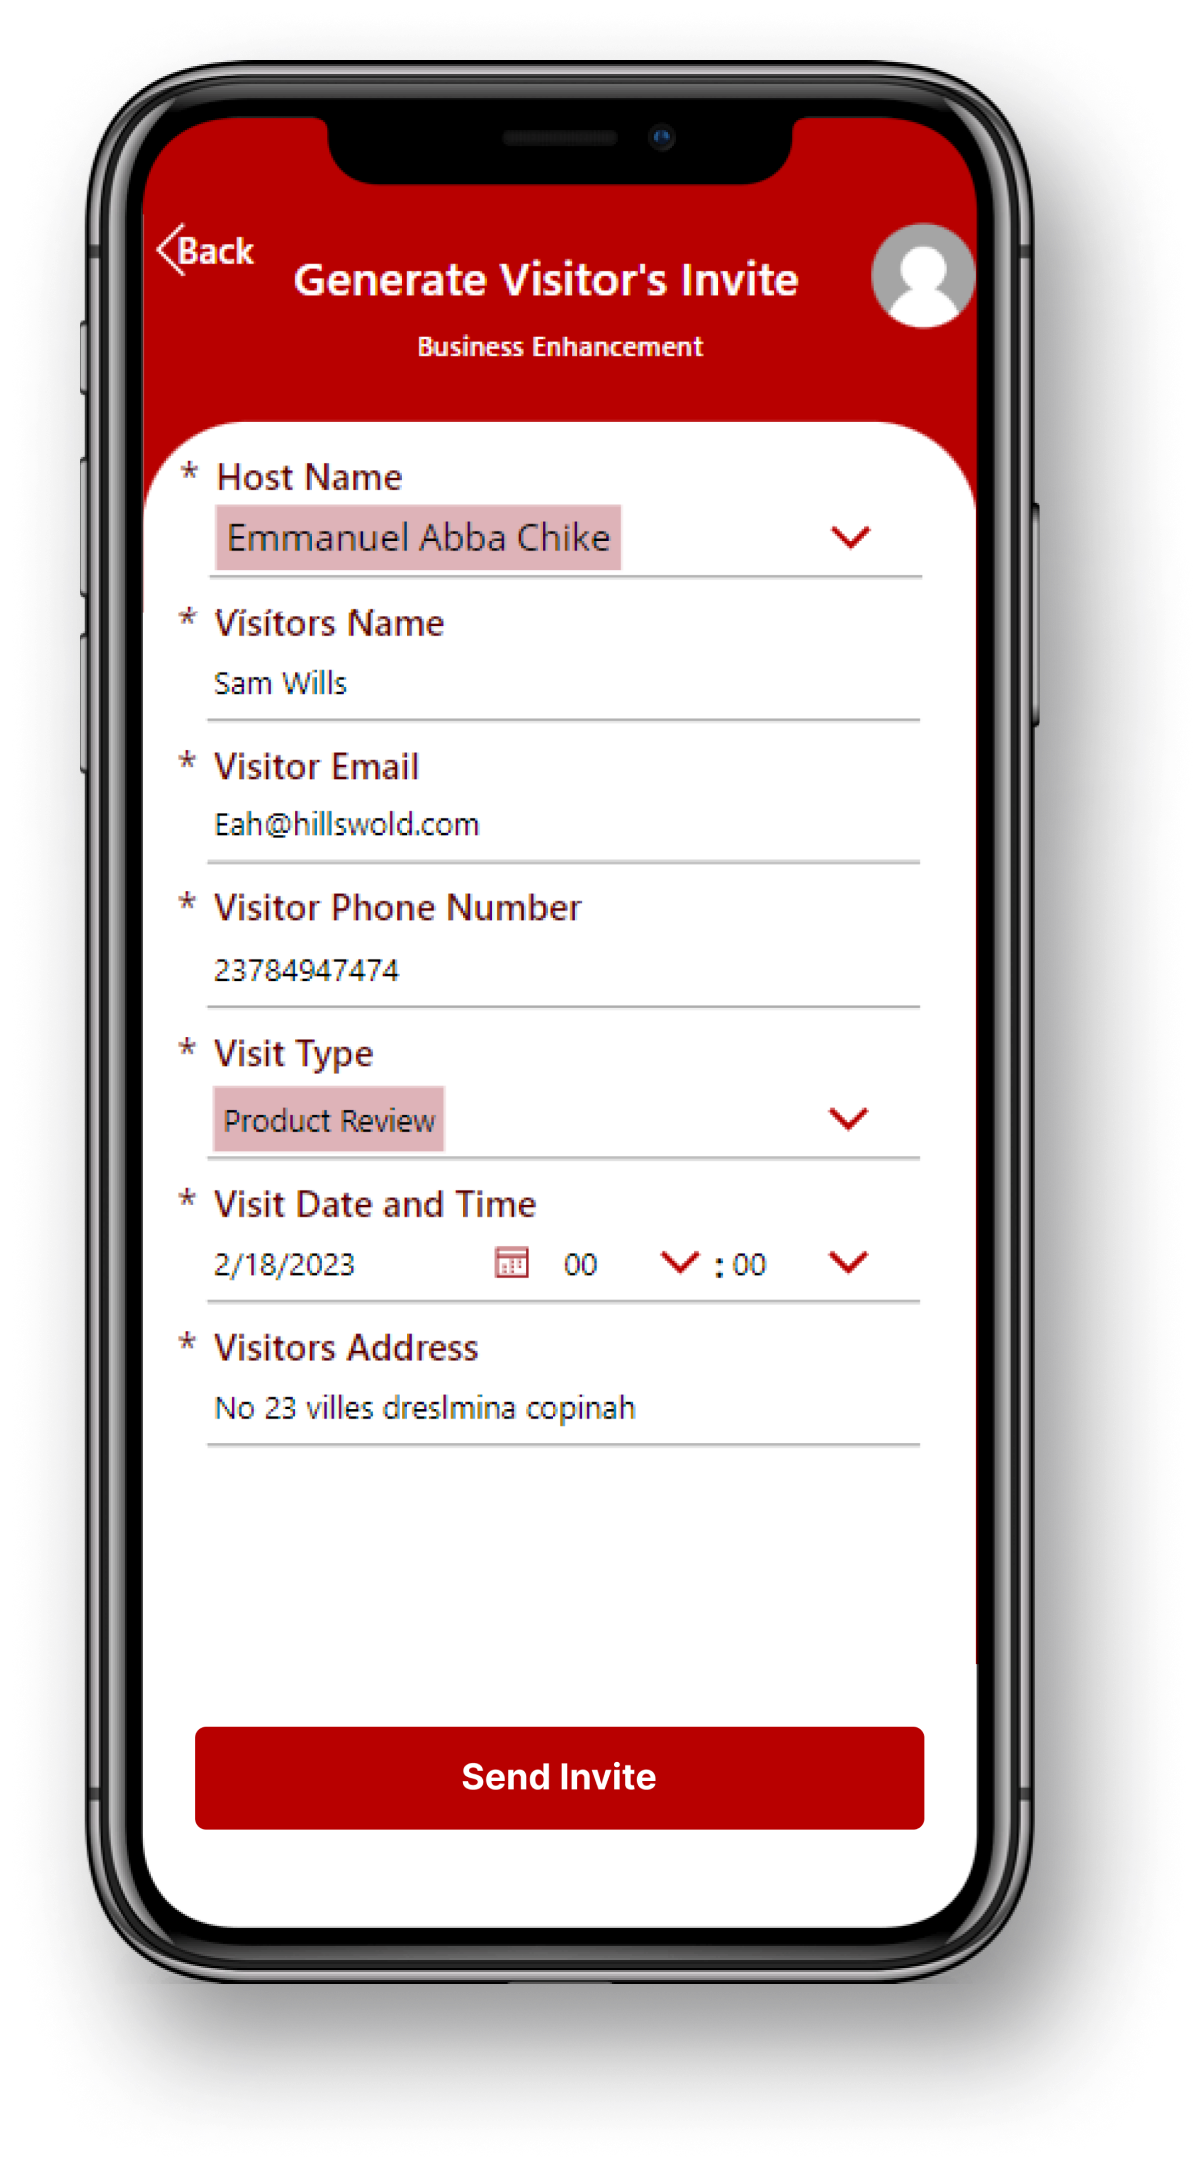 Back
Generate Visitor's Invite
Business Enhancement
* Host Name
Emmanuel Abba Chike
* Visitors Name
Sam Wills
* Visitor Email
Eah@hillswold.com
* Visitor Phone Number
23784947474
* Visit Type
Product Review
* Visit Date and Time
2/18/2023 00 : 00
* Visitors Address
No 23 villes dreslmina copinah
Send Invite